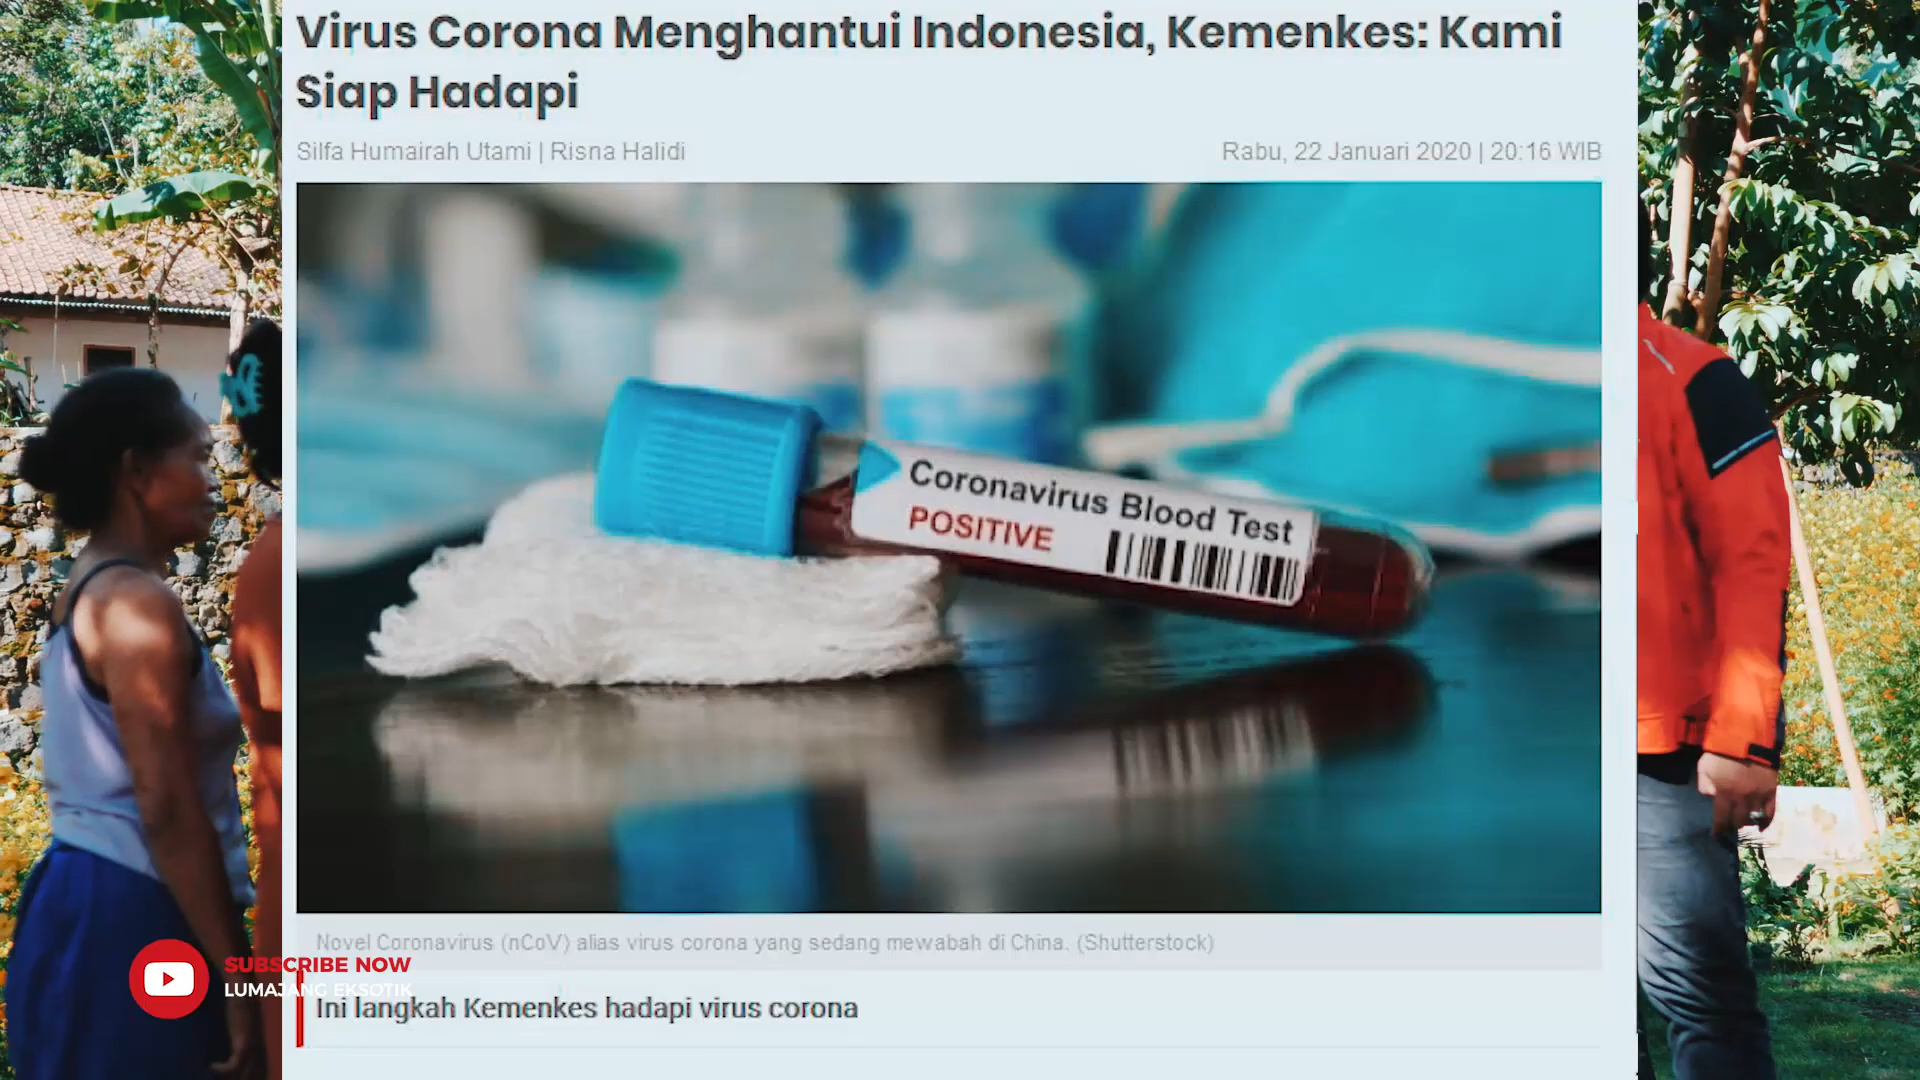 Virus Corona Menghantui Indonesia, Kemenkes: Kami
Siap Hadapi
Silfa Humairah Utami | Risna Halidi
Rabu, 22 Januari 2020 | 20:16 WIB
Coronavirus Blood Test
POSITIVE
Novel Coronavirus (nCoV) alias virus corona yang sedang mewabah di China. (Shutterstock)
SUBSCRIBE NOW
LUMAJANG EKSOTIK
Ini langkah Kemenkes hadapi virus corona